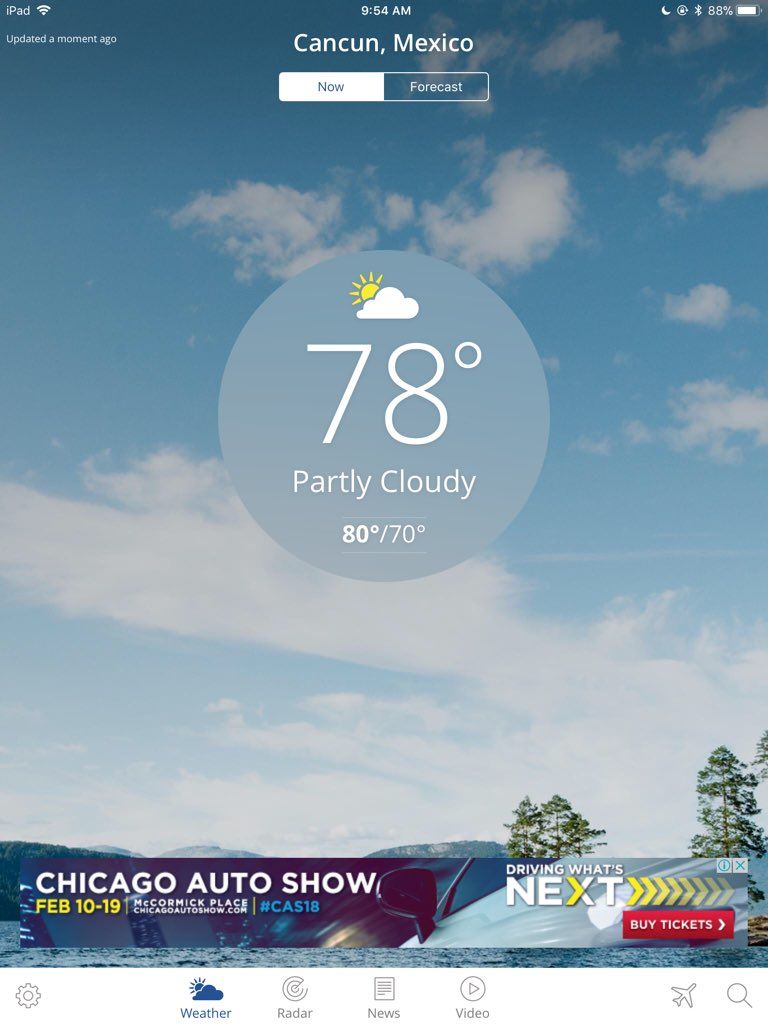 iPad 9:54 AM 88%
Updated a moment ago
Cancun, Mexico
Now Forecast
78°
Partly Cloudy
80°/70°
CHICAGO AUTO SHOW
FEB 10-19 | McCORMICK PLACE
CHICAGOAUTOSHOW.COM | #CAS18
DRIVING WHAT'S
NEXT
BUY TICKETS
Weather Radar News Video